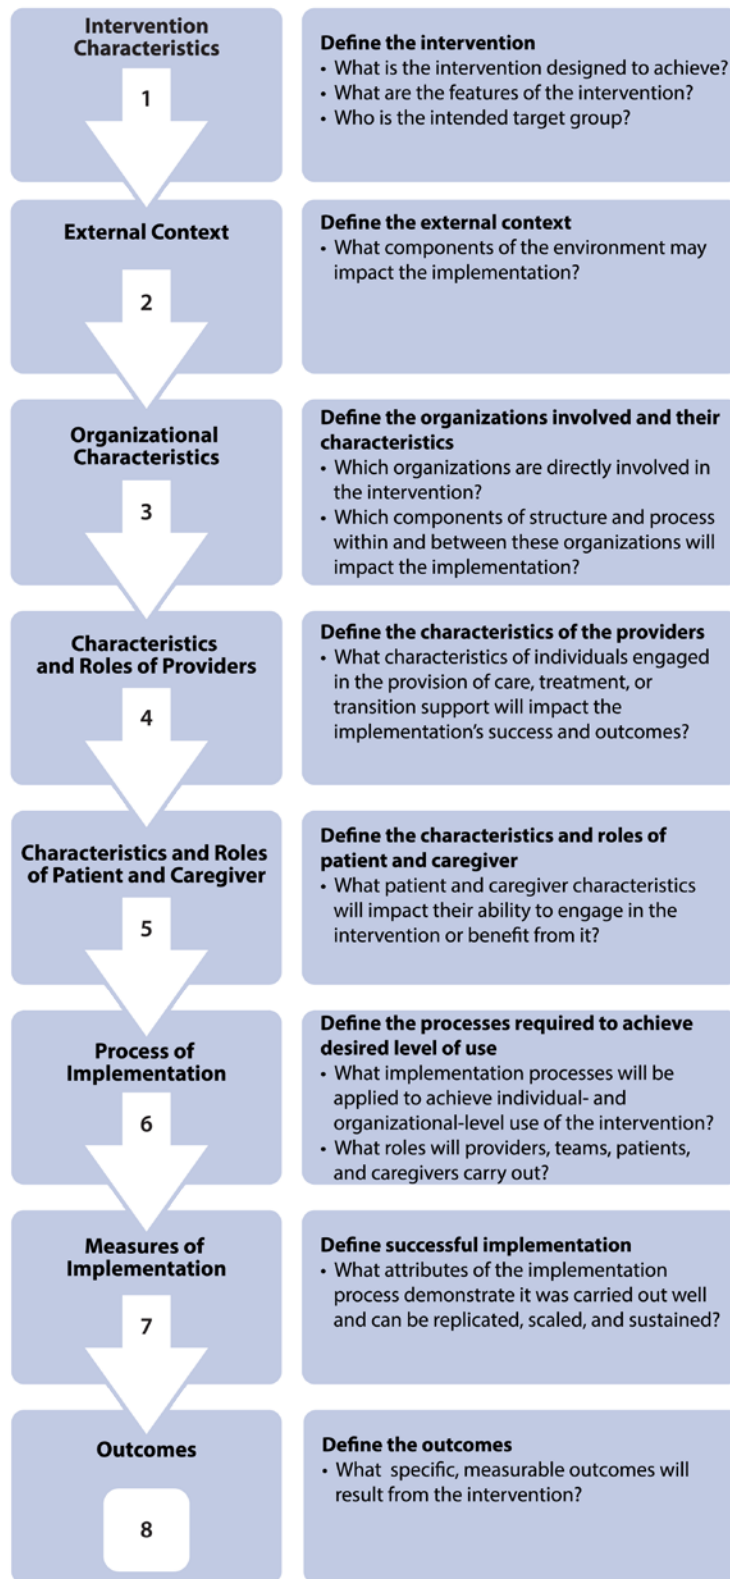 Intervention
Characteristics
1
Define the intervention
• What is the intervention designed to achieve?
• What are the features of the intervention?
• Who is the intended target group?
External Context
2
Define the external context
• What components of the environment may
impact the implementation?
Organizational
Characteristics
3
Define the organizations involved and their
characteristics
• Which organizations are directly involved in
the intervention?
• Which components of structure and process
within and between these organizations will
impact the implementation?
Characteristics
and Roles of Providers
4
Define the characteristics of the providers
• What characteristics of individuals engaged
in the provision of care, treatment, or
transition support will impact the
implementation's success and outcomes?
Characteristics and Roles
of Patient and Caregiver
5
Define the characteristics and roles of
patient and caregiver
• What patient and caregiver characteristics
will impact their ability to engage in the
intervention or benefit from it?
Process of
Implementation
6
Define the processes required to achieve
desired level of use
• What implementation processes will be
applied to achieve individual- and
organizational-level use of the intervention?
• What roles will providers, teams, patients,
and caregivers carry out?
Measures of
Implementation
7
Define successful implementation
• What attributes of the implementation
process demonstrate it was carried out well
and can be replicated, scaled, and sustained?
Outcomes
8
Define the outcomes
• What specific, measurable outcomes will
result from the intervention?